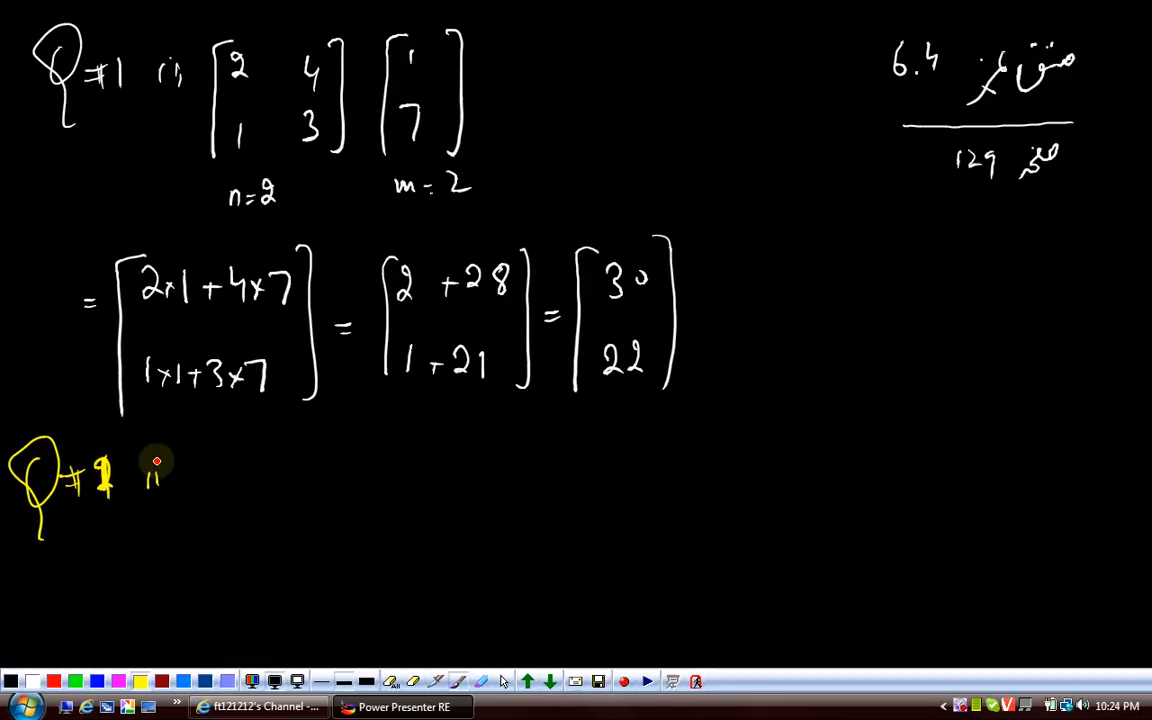 Q#1 (i) [2 4] [1]
[1 3] [7]
n=2 m=2
= [2×1+4×7] = [2 +28] = [30]
[1×1+3×7] [1+21] [22]
Q#1 ii
مشق نمبر 6.4
صفحہ 129
ft121212's Channel -...
Power Presenter RE
10:24 PM